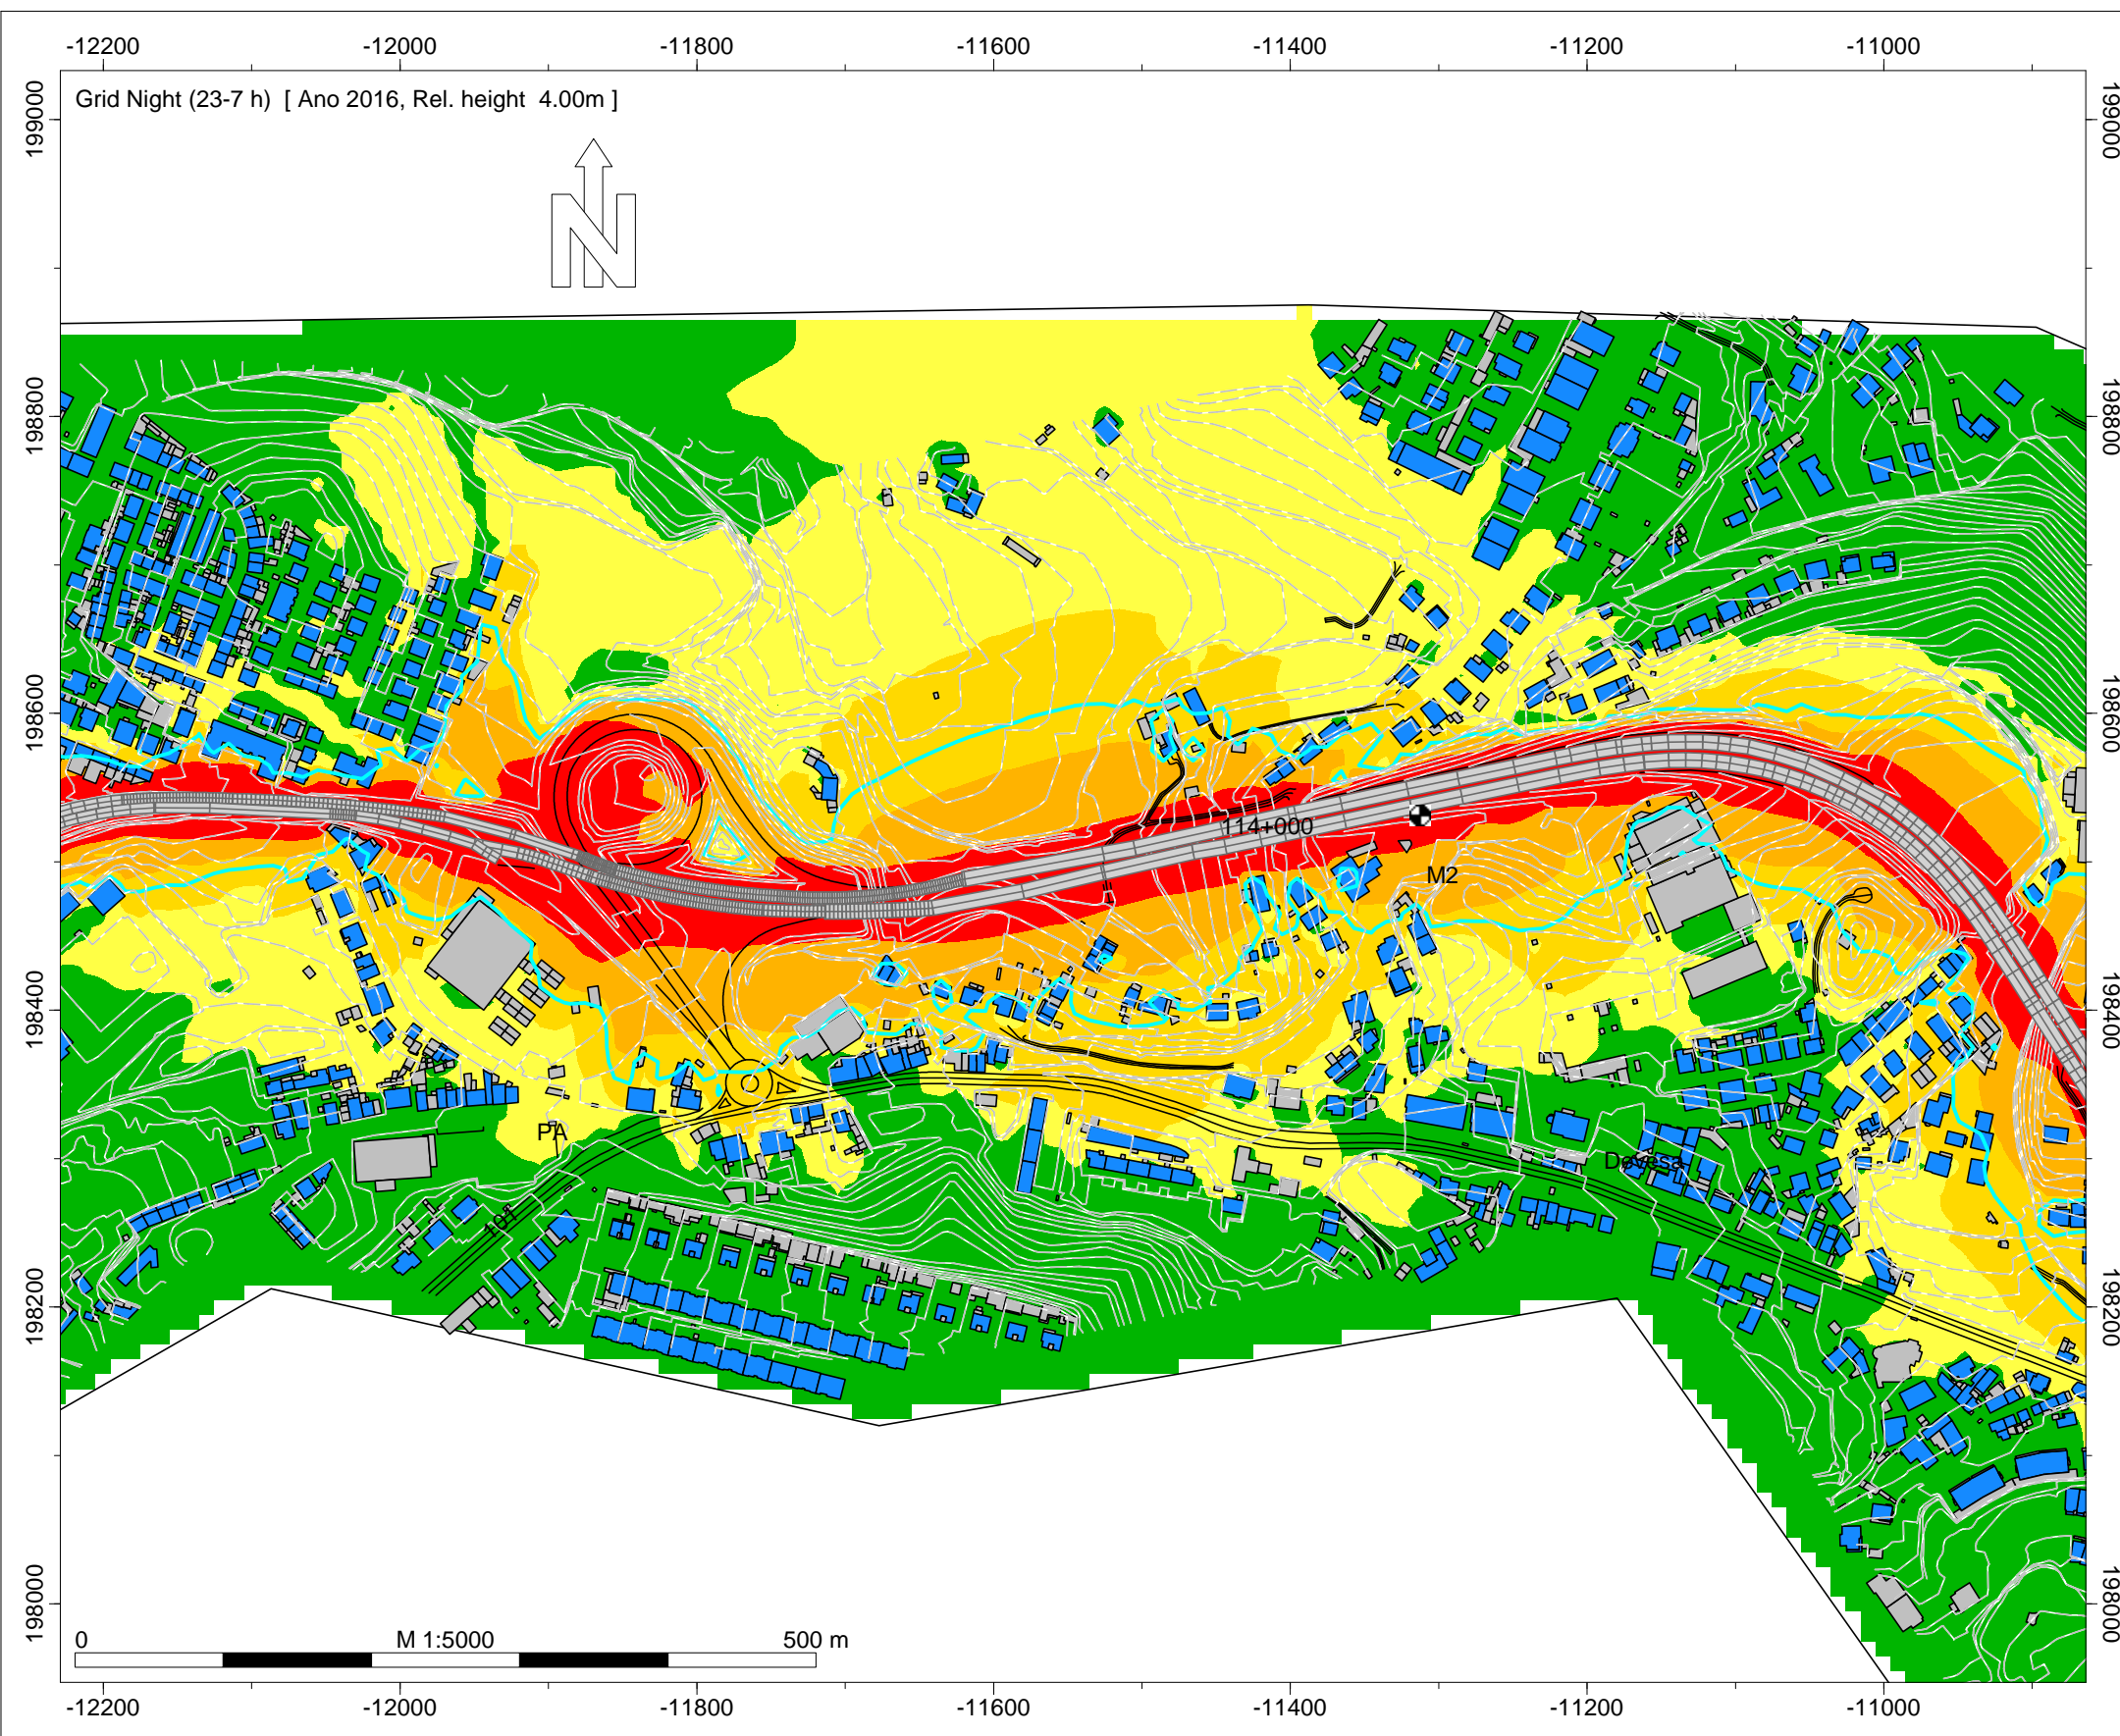 -12200 -12000 -11800 -11600 -11400 -11200 -11000
Grid Night (23-7 h) [ Ano 2016, Rel. height 4.00m ]
199000 199000
N
198800 198800
198600 198600
114+000
M2
198400 198400
PA
Devesa
101
198200 198200
198000 198000
0 M 1:5000 500 m
-12200 -12000 -11800 -11600 -11400 -11200 -11000